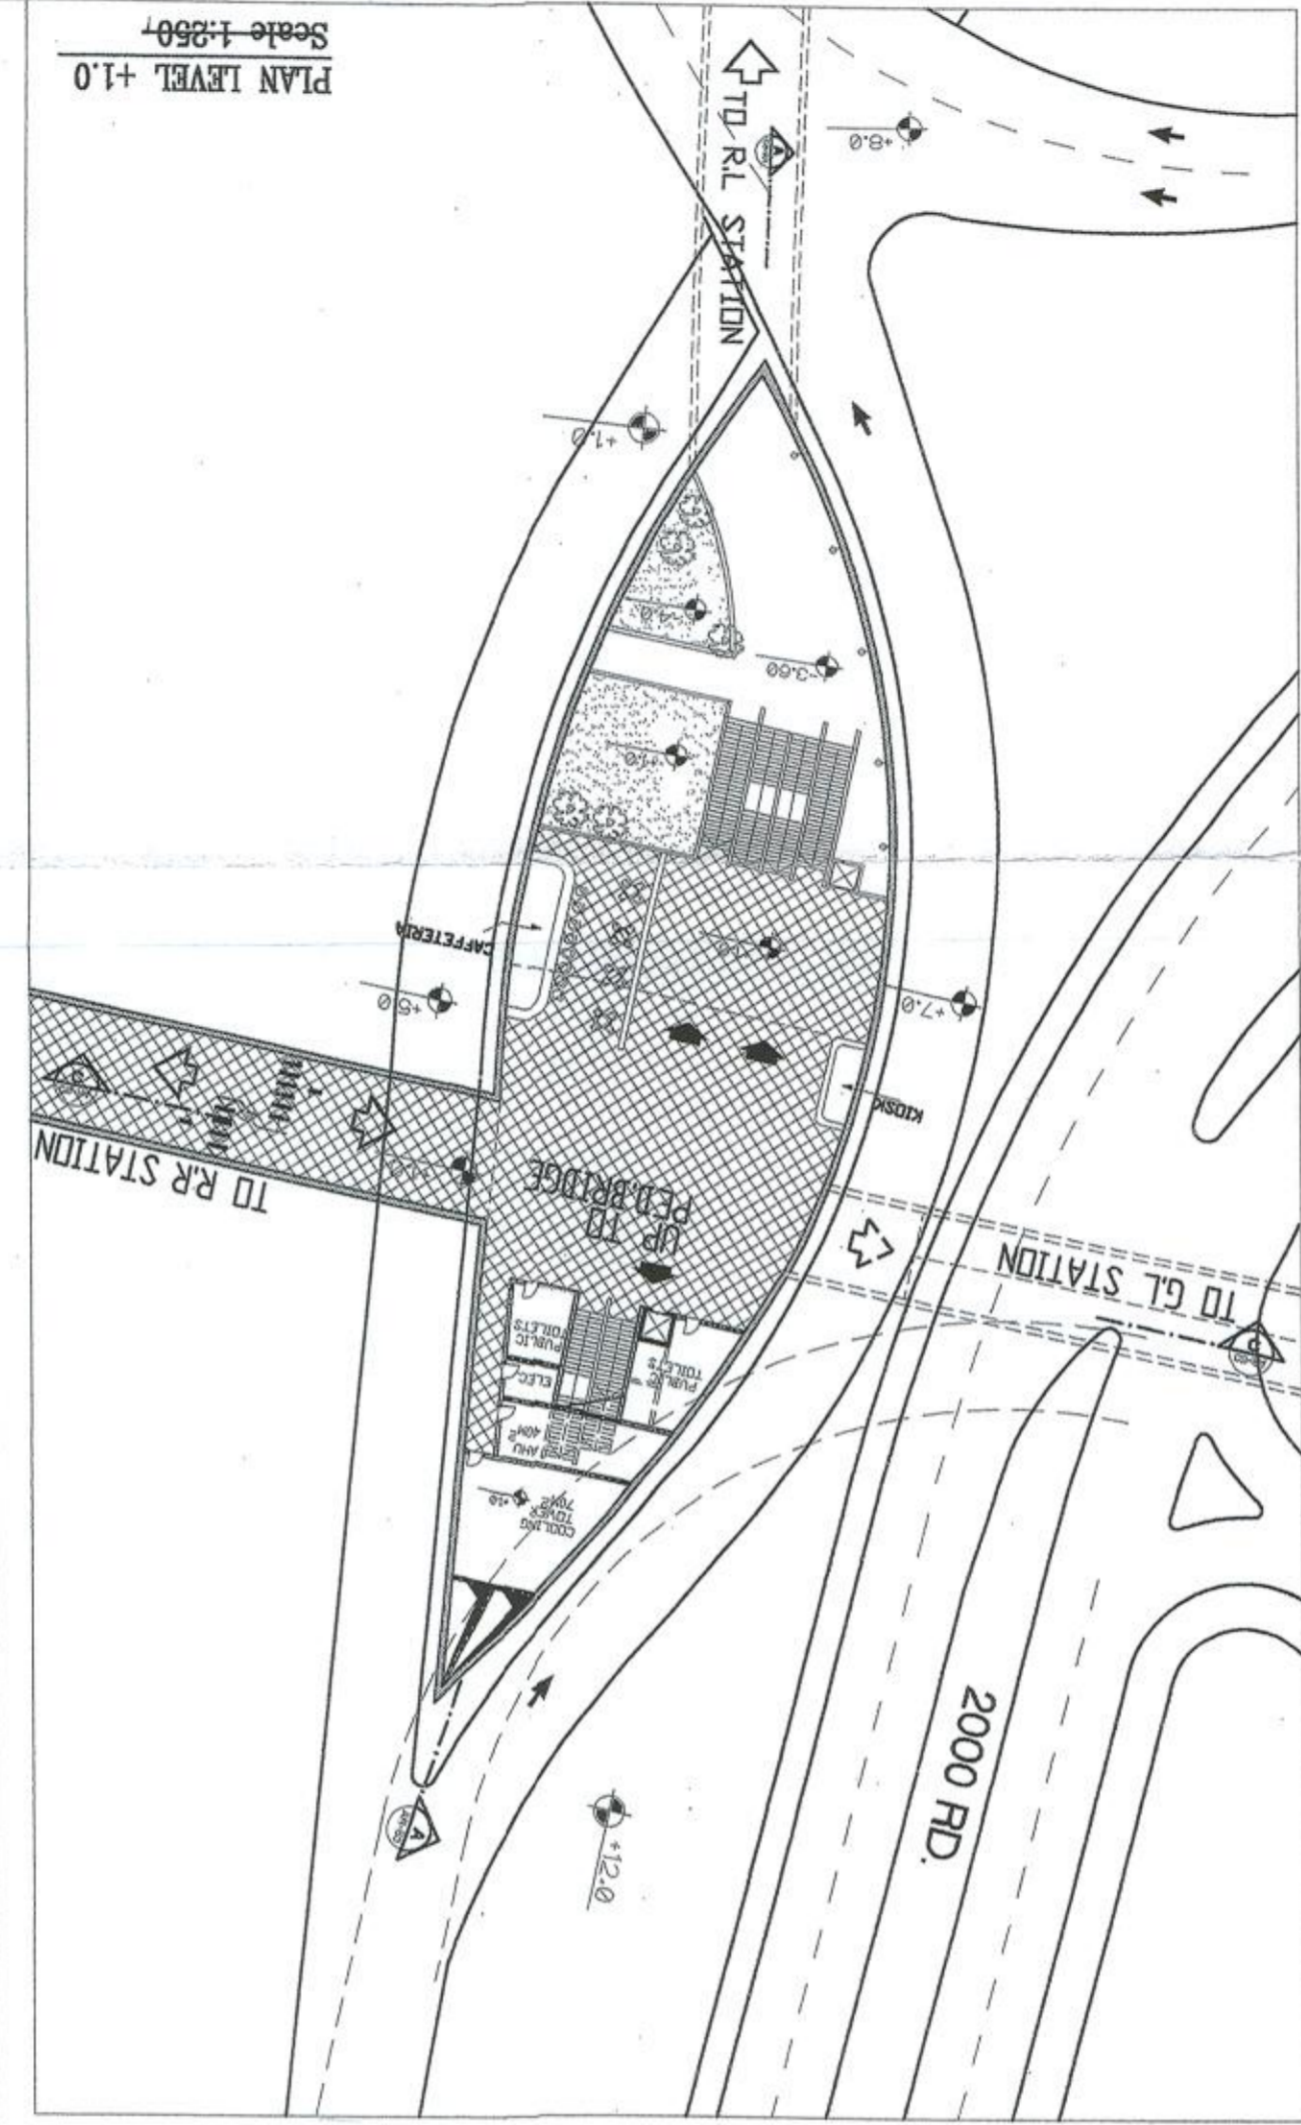 PLAN LEVEL +1.0
Scale 1:250
TO R.L STATION
+8.0
+1.0
-4.0
-3.60
CAFFETERIA
+5.0
+7.0
KIOSK
TO R.R STATION
UP TO
PED.BRIDGE
TO G.L STATION
PUBLIC
TOILETS
PUBLIC
TOILETS
ELEC.
AHU
40M2
COOLING
TOWER
70M2
A
A
2000 RD.
+12.0